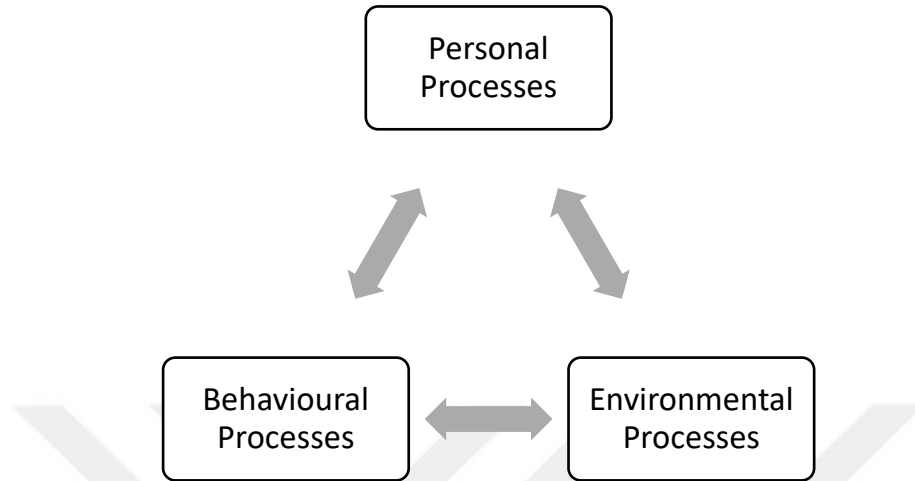 Personal
Processes
Behavioural
Processes
Environmental
Processes